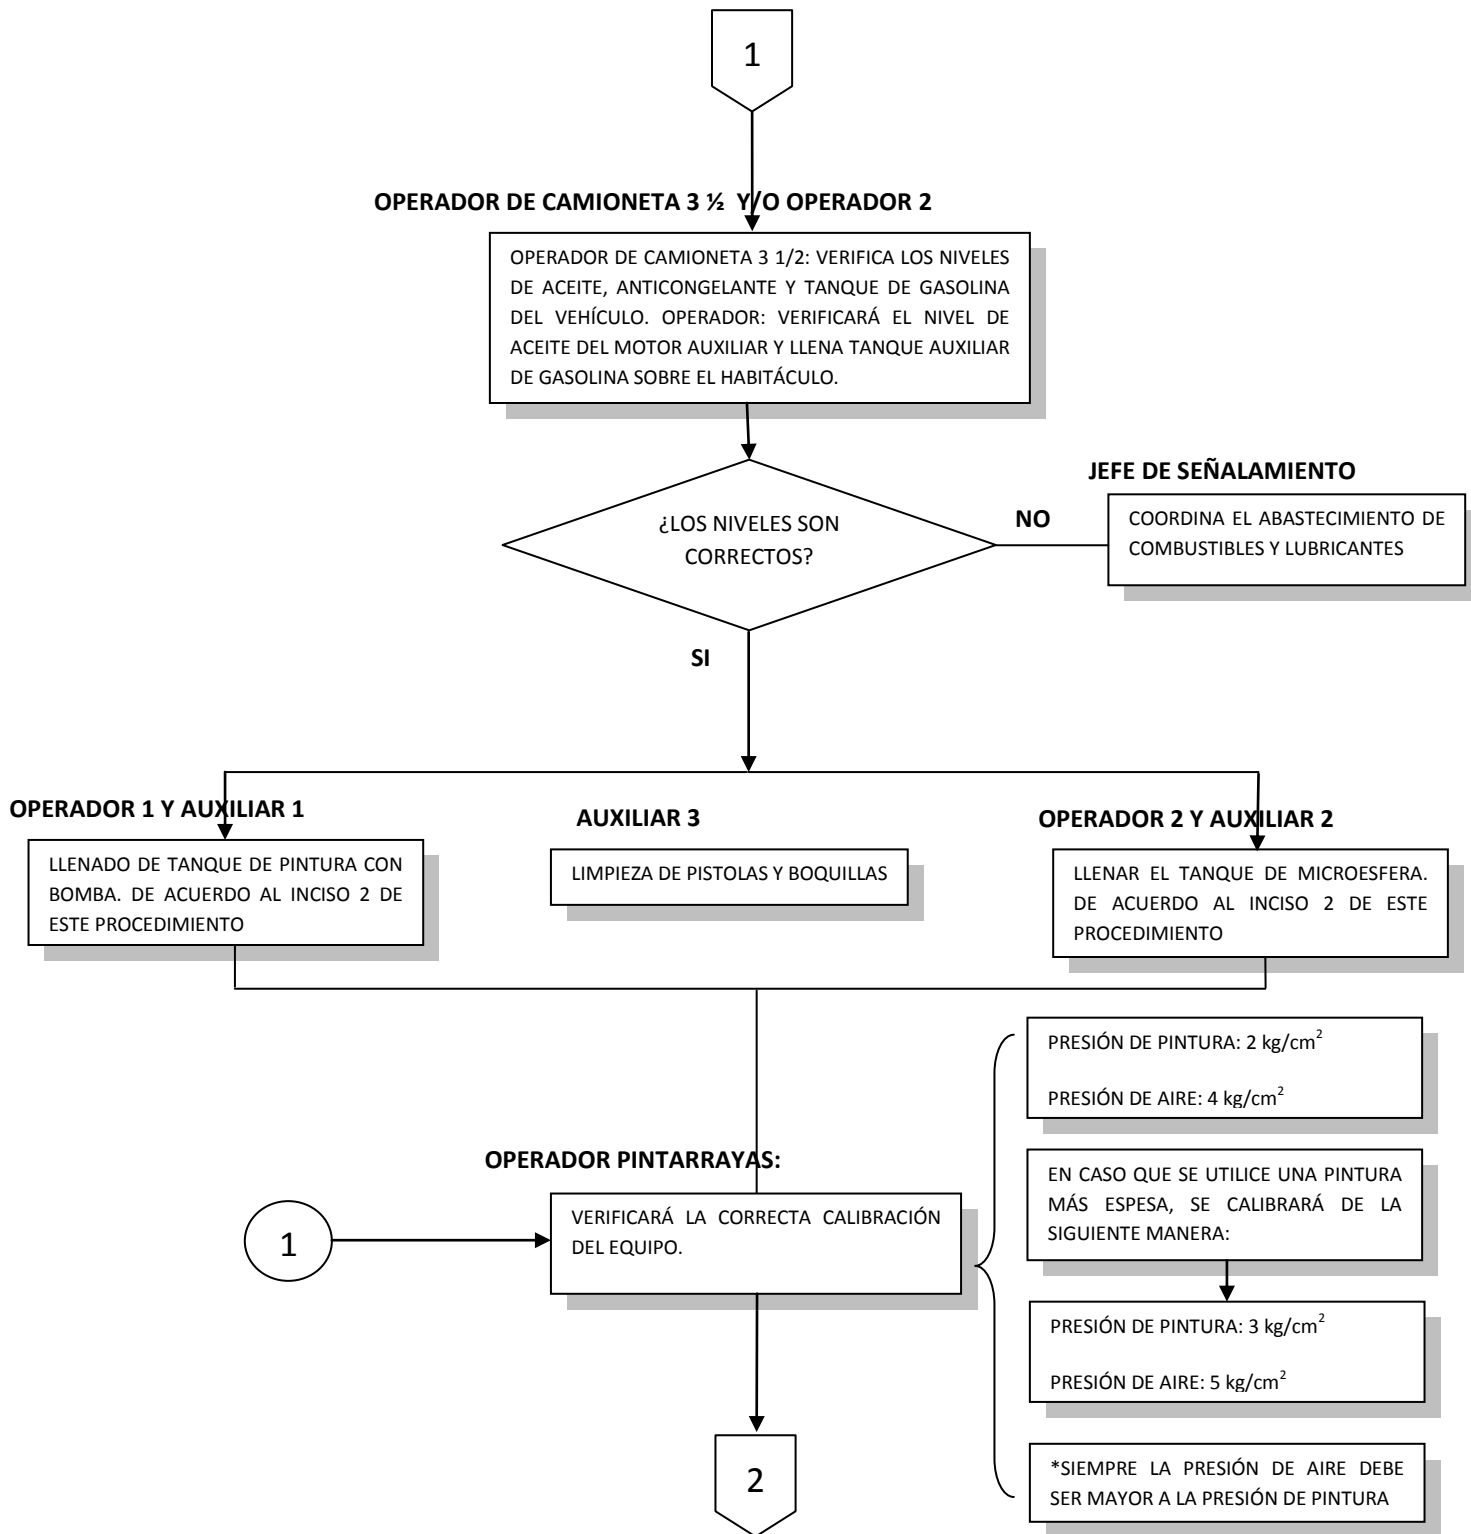 1
OPERADOR DE CAMIONETA 3 ½ Y/O OPERADOR 2
OPERADOR DE CAMIONETA 3 1/2: VERIFICA LOS NIVELES
DE ACEITE, ANTICONGELANTE Y TANQUE DE GASOLINA
DEL VEHÍCULO. OPERADOR: VERIFICARÁ EL NIVEL DE
ACEITE DEL MOTOR AUXILIAR Y LLENA TANQUE AUXILIAR
DE GASOLINA SOBRE EL HABITÁCULO.
¿LOS NIVELES SON
CORRECTOS?
NO
JEFE DE SEÑALAMIENTO
COORDINA EL ABASTECIMIENTO DE
COMBUSTIBLES Y LUBRICANTES
SI
OPERADOR 1 Y AUXILIAR 1
LLENADO DE TANQUE DE PINTURA CON
BOMBA. DE ACUERDO AL INCISO 2 DE
ESTE PROCEDIMIENTO
AUXILIAR 3
LIMPIEZA DE PISTOLAS Y BOQUILLAS
OPERADOR 2 Y AUXILIAR 2
LLENAR EL TANQUE DE MICROESFERA.
DE ACUERDO AL INCISO 2 DE ESTE
PROCEDIMIENTO
OPERADOR PINTARRAYAS:
1
VERIFICARÁ LA CORRECTA CALIBRACIÓN
DEL EQUIPO.
PRESIÓN DE PINTURA: 2 kg/cm²
PRESIÓN DE AIRE: 4 kg/cm²
EN CASO QUE SE UTILICE UNA PINTURA
MÁS ESPESA, SE CALIBRARÁ DE LA
SIGUIENTE MANERA:
PRESIÓN DE PINTURA: 3 kg/cm²
PRESIÓN DE AIRE: 5 kg/cm²
*SIEMPRE LA PRESIÓN DE AIRE DEBE
SER MAYOR A LA PRESIÓN DE PINTURA
2